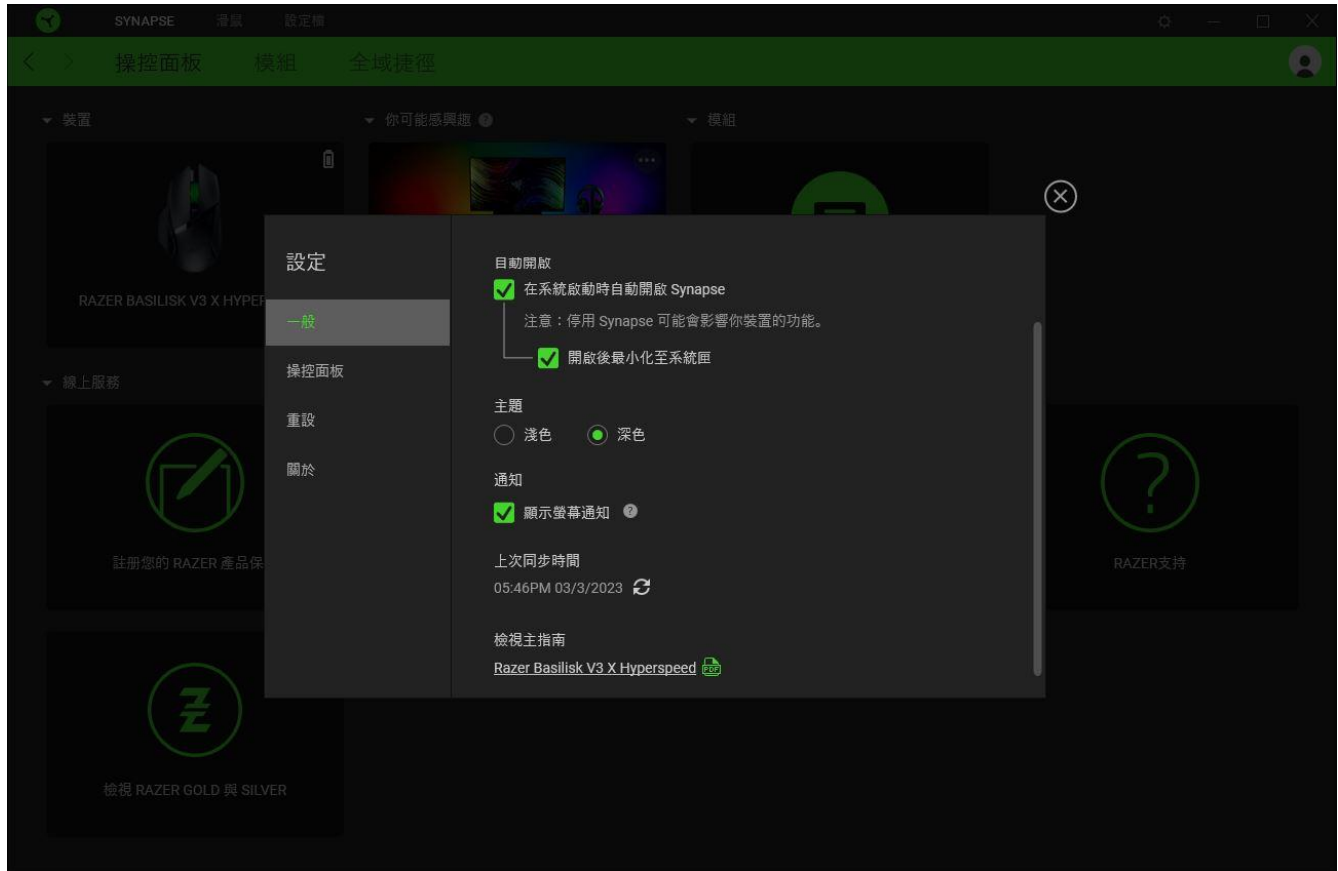 SYNAPSE 滑鼠 設定檔
操控面板 模組 全域捷徑
裝置
你可能感興趣 ?
模組
RAZER BASILISK V3 X HYPER
設定
一般
操控面板
重設
關於
自動開啟
在系統啟動時自動開啟 Synapse
注意：停用 Synapse 可能會影響你裝置的功能。
開啟後最小化至系統匣
主題
淺色 深色
通知
顯示螢幕通知 ?
上次同步時間
05:46PM 03/3/2023
檢視主指南
Razer Basilisk V3 X Hyperspeed PDF
線上服務
註册您的 RAZER 產品保
RAZER支持
檢視 RAZER GOLD 與 SILVER